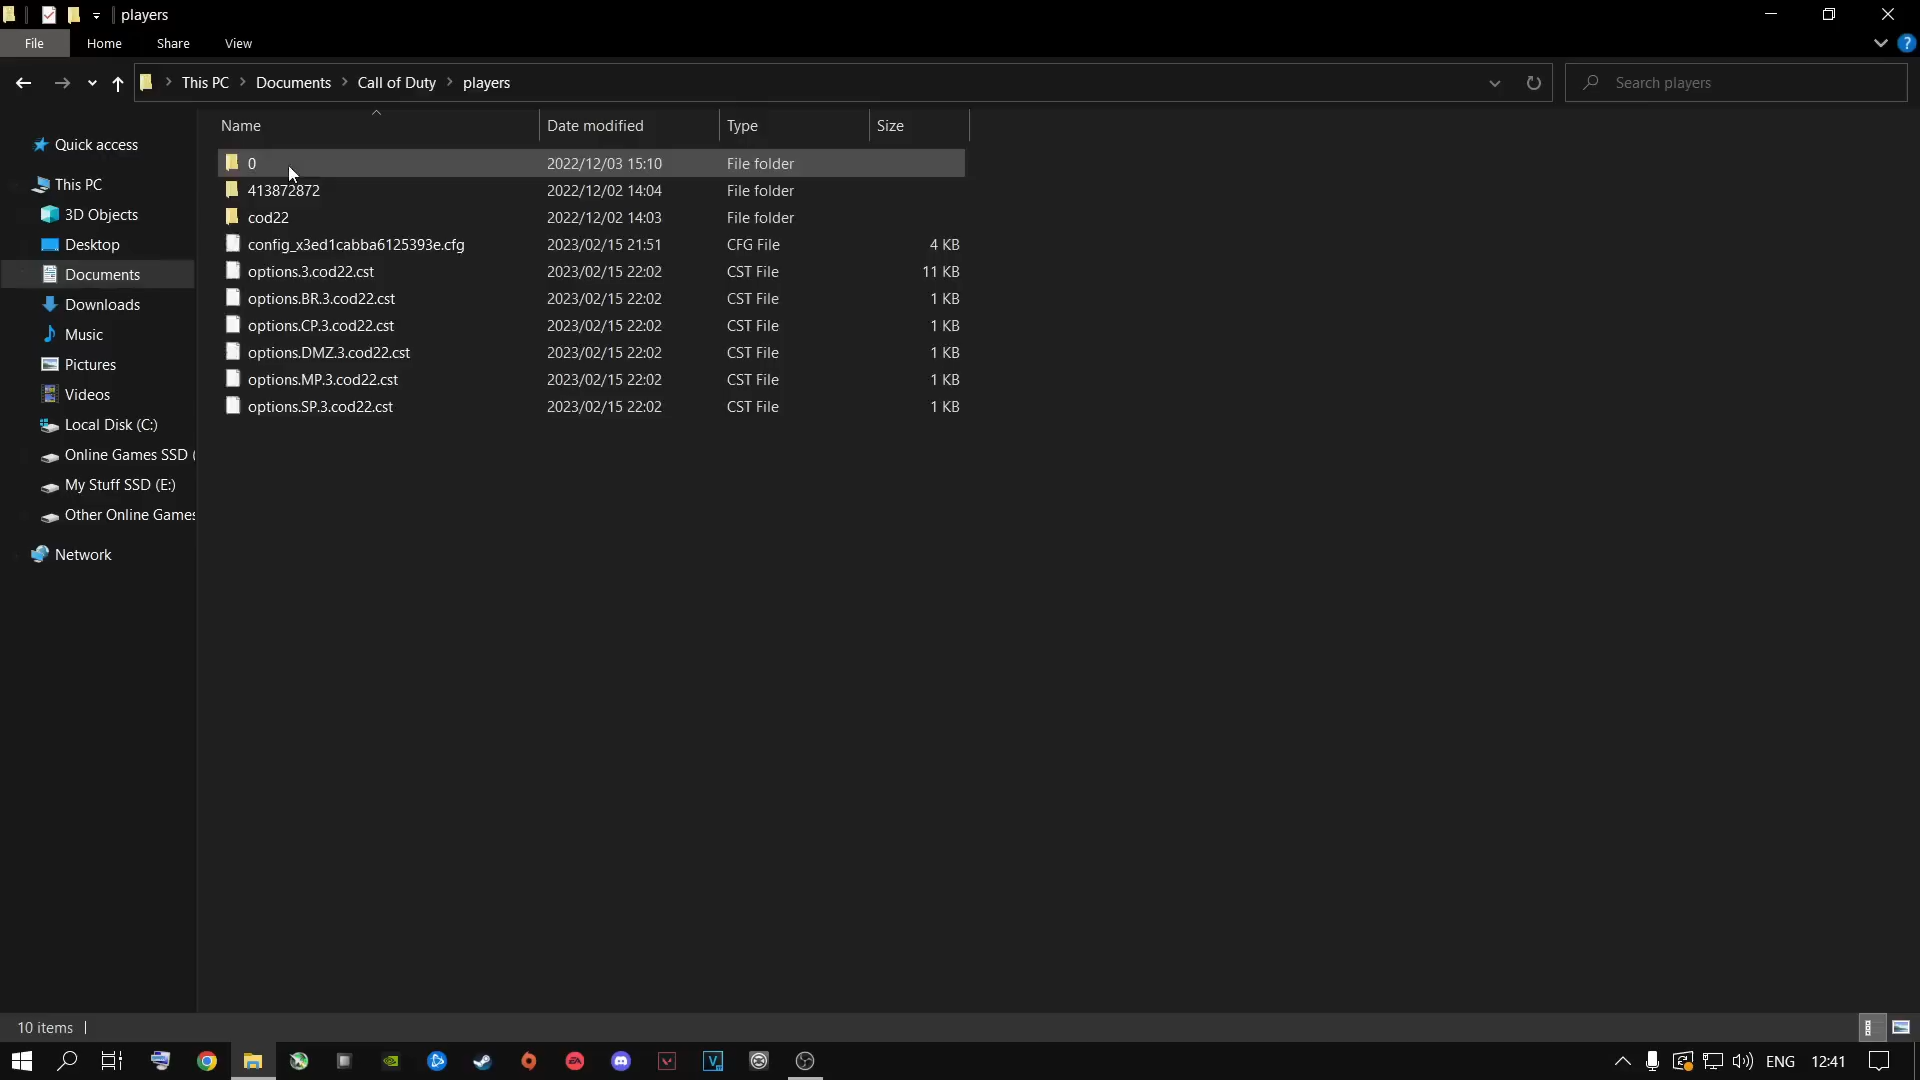 players
File Home Share View
This PC Documents Call of Duty players
Search players
Name Date modified Type Size
Quick access
This PC
3D Objects
Desktop
Documents
Downloads
Music
Pictures
Videos
Local Disk (C:)
Online Games SSD (
My Stuff SSD (E:)
Other Online Games
Network
0 2022/12/03 15:10 File folder
413872872 2022/12/02 14:04 File folder
cod22 2022/12/02 14:03 File folder
config_x3ed1cabba6125393e.cfg 2023/02/15 21:51 CFG File 4 KB
options.3.cod22.cst 2023/02/15 22:02 CST File 11 KB
options.BR.3.cod22.cst 2023/02/15 22:02 CST File 1 KB
options.CP.3.cod22.cst 2023/02/15 22:02 CST File 1 KB
options.DMZ.3.cod22.cst 2023/02/15 22:02 CST File 1 KB
options.MP.3.cod22.cst 2023/02/15 22:02 CST File 1 KB
options.SP.3.cod22.cst 2023/02/15 22:02 CST File 1 KB
10 items
ENG 12:41